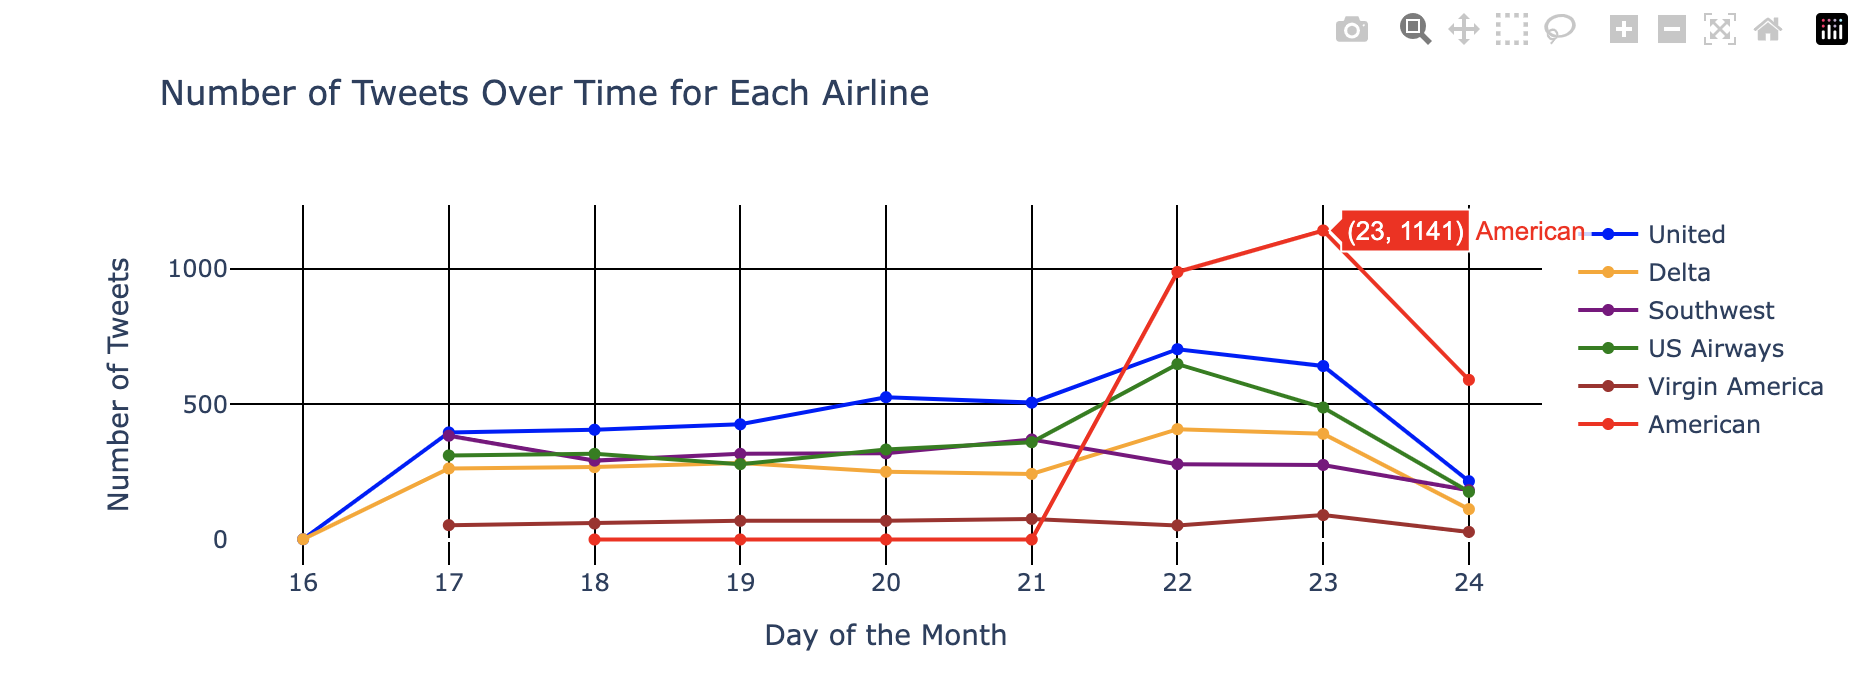 Number of Tweets Over Time for Each Airline
Number of Tweets
1000
500
0
16 17 18 19 20 21 22 23 24
Day of the Month
(23, 1141) American
United
Delta
Southwest
US Airways
Virgin America
American